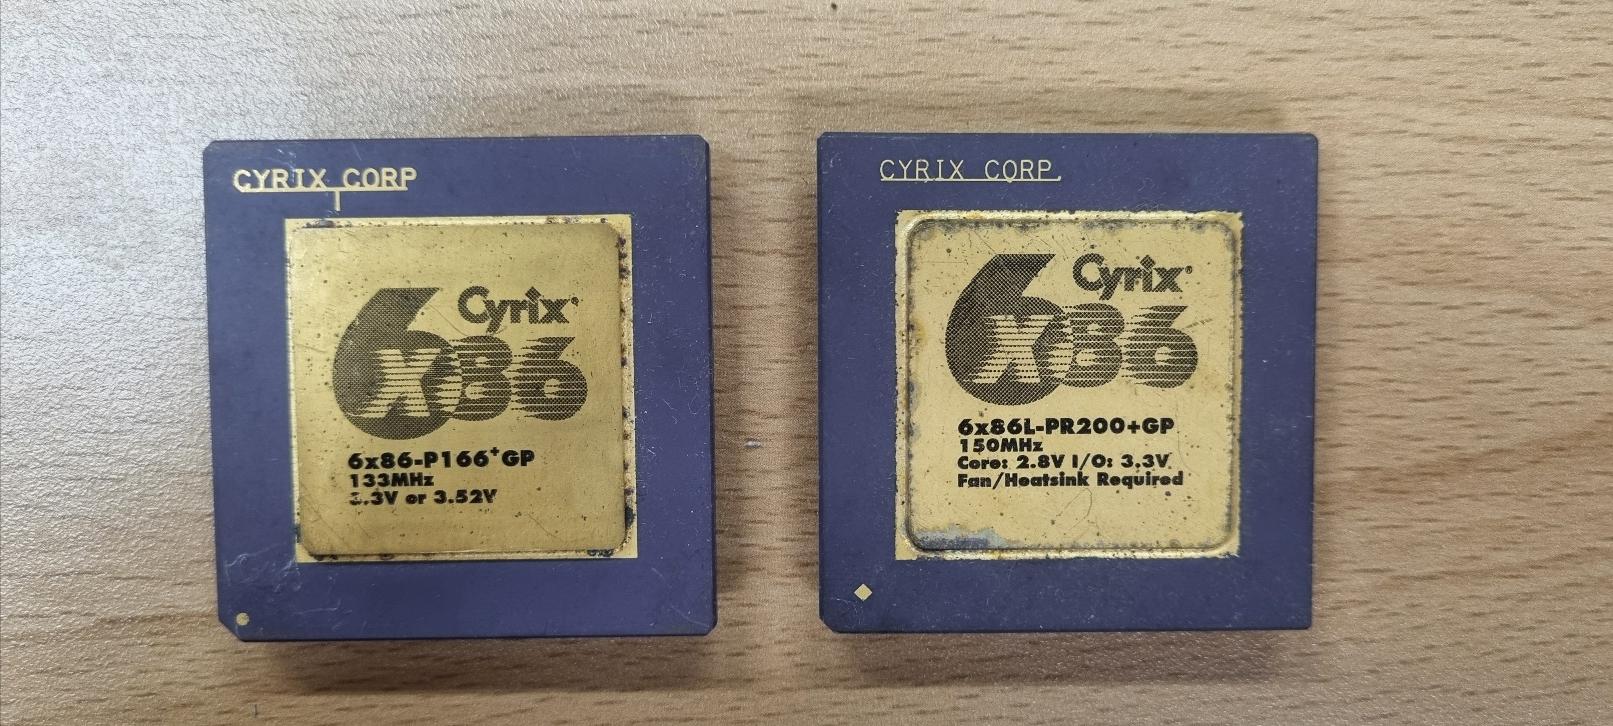 CYRIX CORP
Cyrix®
6x86
6x86-P166+GP
133MHz
3.3V or 3.52V
CYRIX CORP.
Cyrix®
6x86
6x86L-PR200+GP
150MHz
Core: 2.8V I/O: 3.3V
Fan/Heatsink Required